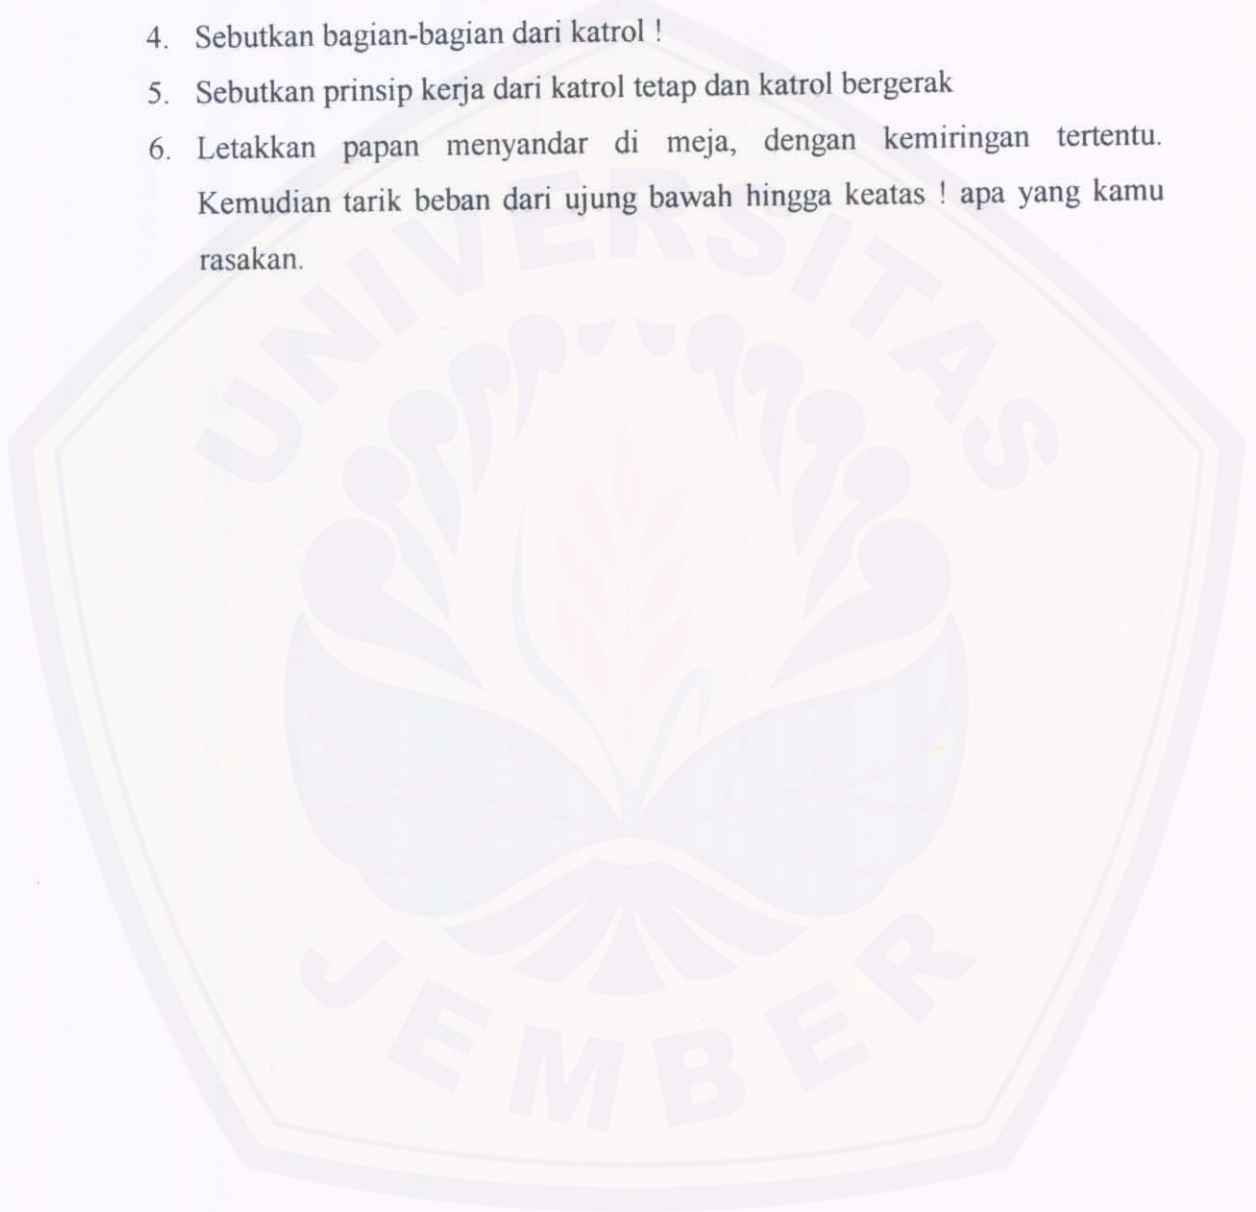 4. Sebutkan bagian-bagian dari katrol !
5. Sebutkan prinsip kerja dari katrol tetap dan katrol bergerak
6. Letakkan papan menyandar di meja, dengan kemiringan tertentu.
Kemudian tarik beban dari ujung bawah hingga keatas ! apa yang kamu
rasakan.
UNIVERSITAS
JEMBER